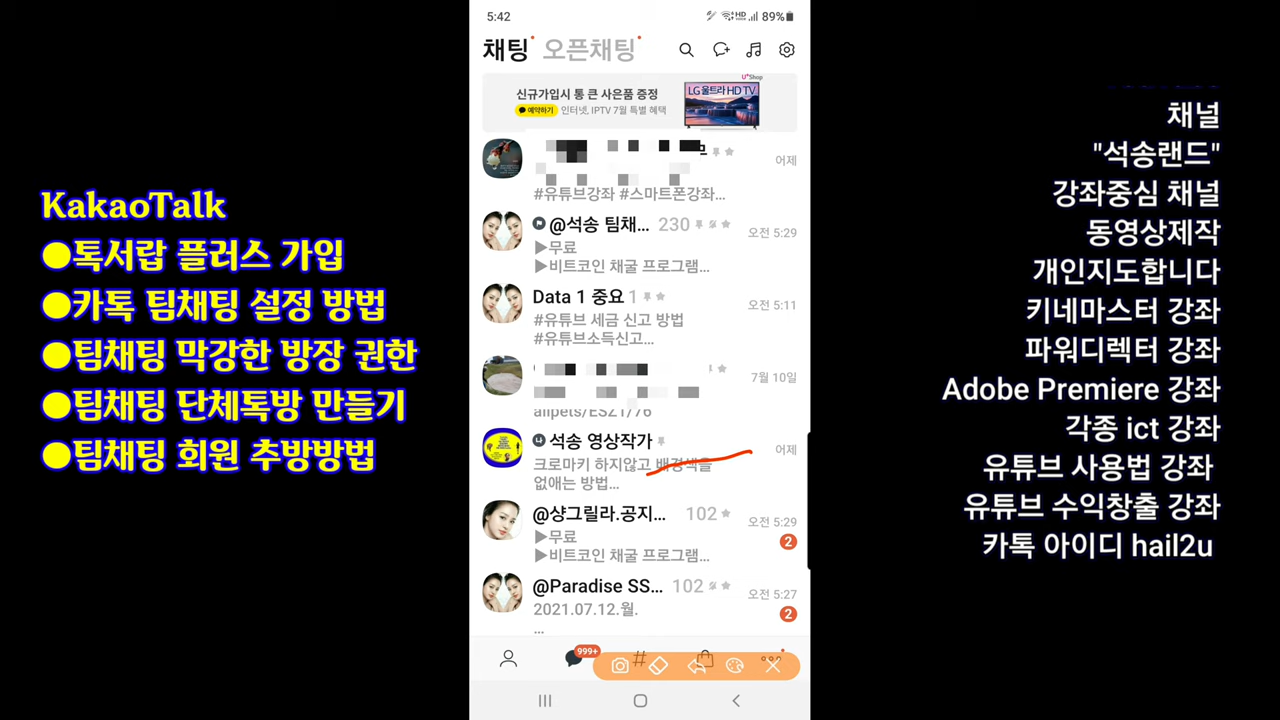 KakaoTalk
●톡서랍 플러스 가입
●카톡 팀채팅 설정 방법
●팀채팅 막강한 방장 권한
●팀채팅 단체톡방 만들기
●팀채팅 회원 추방방법
5:42
HD 89%
채팅 오픈채팅
신규가입시 통 큰 사은품 증정
예약하기 인터넷, IPTV 7월 특별 혜택
U+Shop
LG 울트라 HD TV
어제
#유튜브강좌 #스마트폰강좌...
@석송 팀채... 230
오전 5:29
▶무료
▶비트코인 채굴 프로그램...
Data 1 중요 1
오전 5:11
#유튜브 세금 신고 방법
#유튜브소득신고...
7월 10일
allpets/ES21/76
나 석송 영상작가
어제
크로마키 하지않고 배경색을
없애는 방법...
@샹그릴라.공지... 102
오전 5:29
▶무료
2
▶비트코인 채굴 프로그램...
@Paradise SS... 102
오전 5:27
2021.07.12.월.
2
...
999+
#
채널
"석송랜드"
강좌중심 채널
동영상제작
개인지도합니다
키네마스터 강좌
파워디렉터 강좌
Adobe Premiere 강좌
각종 ict 강좌
유튜브 사용법 강좌
유튜브 수익창출 강좌
카톡 아이디 hail2u